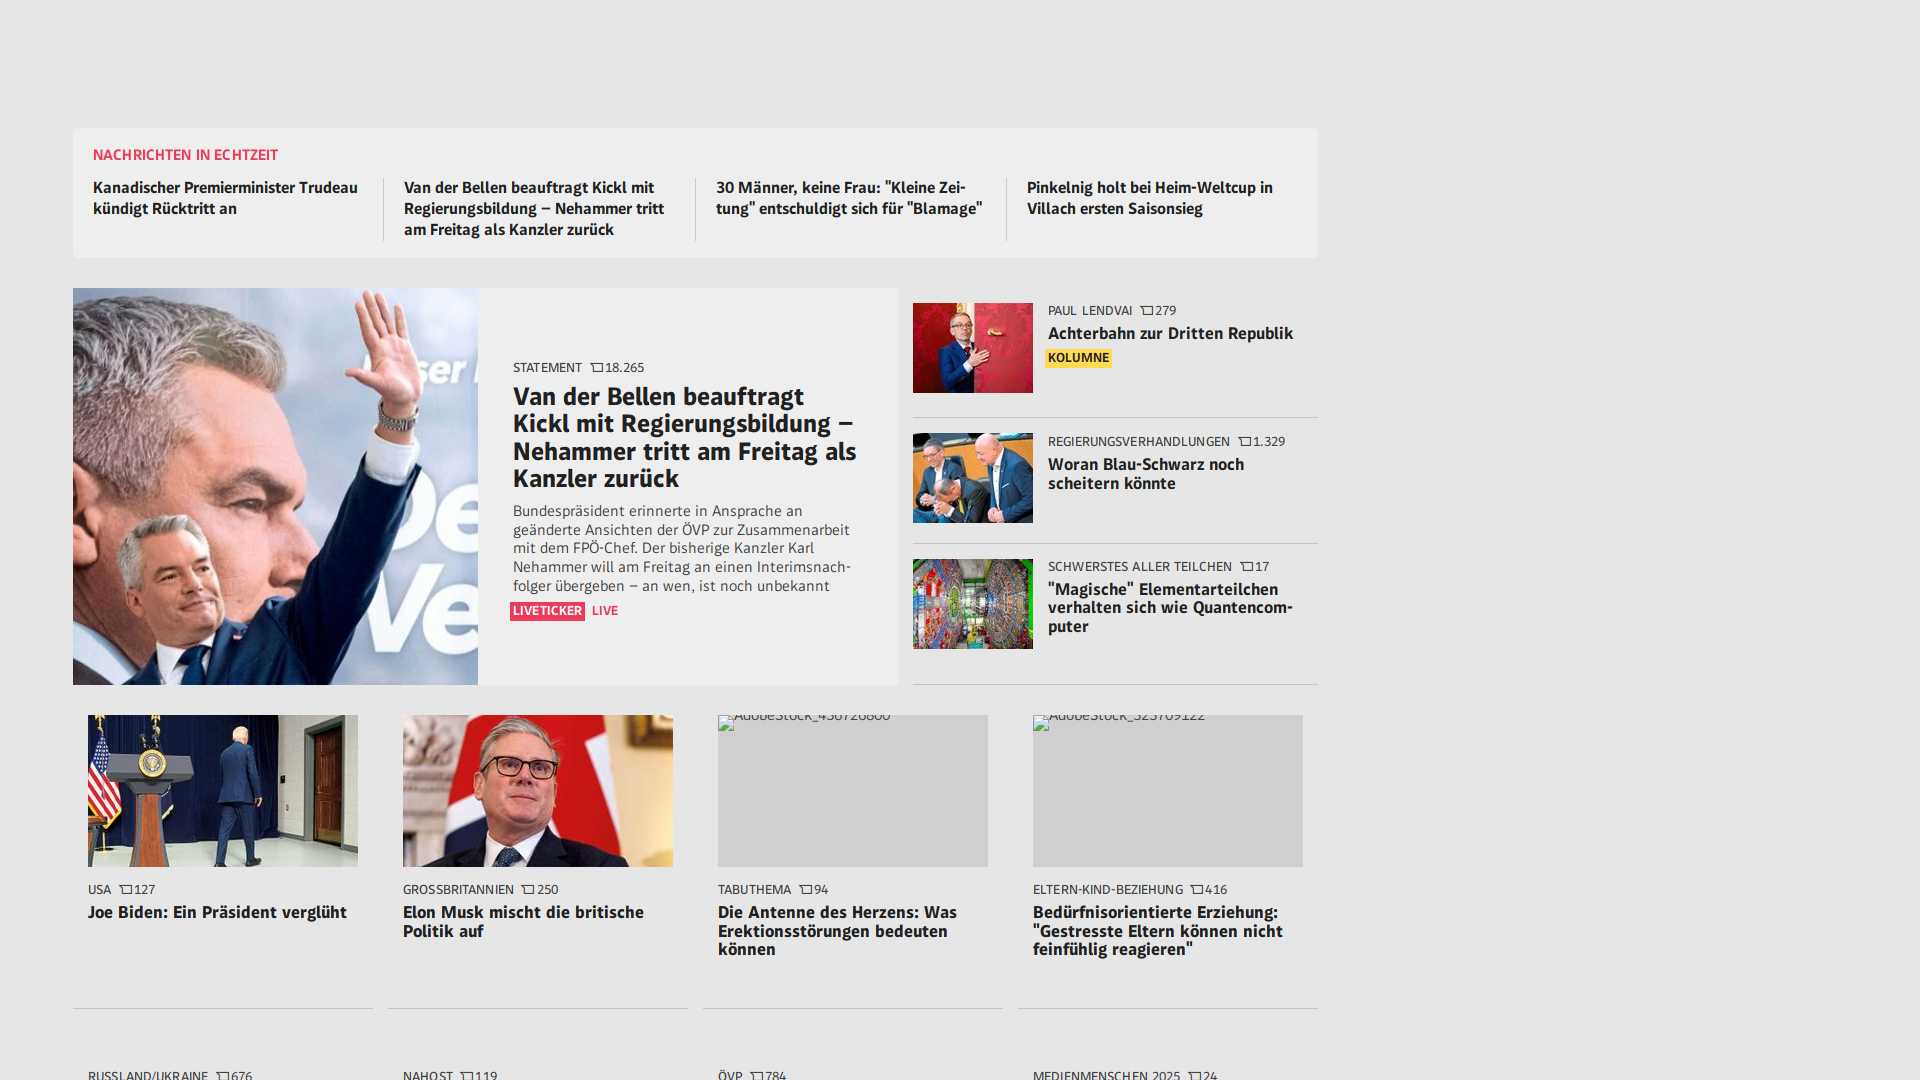 NACHRICHTEN IN ECHTZEIT
Kanadischer Premierminister Trudeau
kündigt Rücktritt an
Van der Bellen beauftragt Kickl mit
Regierungsbildung – Nehammer tritt
am Freitag als Kanzler zurück
30 Männer, keine Frau: "Kleine Zei-
tung" entschuldigt sich für "Blamage"
Pinkelnig holt bei Heim-Weltcup in
Villach ersten Saisonsieg
STATEMENT 18.265
Van der Bellen beauftragt
Kickl mit Regierungsbildung –
Nehammer tritt am Freitag als
Kanzler zurück
Bundespräsident erinnerte in Ansprache an
geänderte Ansichten der ÖVP zur Zusammenarbeit
mit dem FPÖ-Chef. Der bisherige Kanzler Karl
Nehammer will am Freitag an einen Interimsnach-
folger übergeben – an wen, ist noch unbekannt
LIVETICKER LIVE
PAUL LENDVAI 279
Achterbahn zur Dritten Republik
KOLUMNE
REGIERUNGSVERHANDLUNGEN 1.329
Woran Blau-Schwarz noch
scheitern könnte
SCHWERSTES ALLER TEILCHEN 17
"Magische" Elementarteilchen
verhalten sich wie Quantencom-
puter
USA 127
Joe Biden: Ein Präsident verglüht
GROSSBRITANNIEN 250
Elon Musk mischt die britische
Politik auf
TABUTHEMA 94
Die Antenne des Herzens: Was
Erektionsstörungen bedeuten
können
ELTERN-KIND-BEZIEHUNG 416
Bedürfnisorientierte Erziehung:
"Gestresste Eltern können nicht
feinfühlig reagieren"
RUSSLAND/UKRAINE 676
NAHOST 119
ÖVP 784
MEDIENMENSCHEN 2025 24